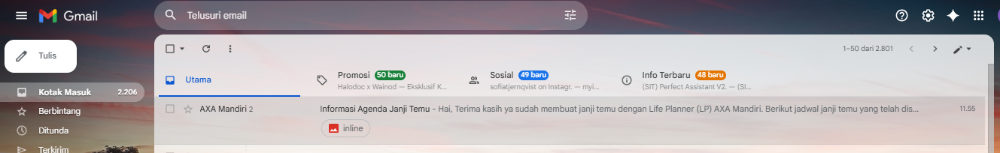 Gmail
Telusuri email
Tulis
1–50 dari 2.801
Utama
Promosi 50 baru
Halodoc x Wainod — Eksklusif K...
Sosial 49 baru
sofiatjernqvist on Instagr. — myi...
Info Terbaru 48 baru
(SIT) Perfect Assistant V2. — (SI...
Kotak Masuk 2.206
Berbintang
Ditunda
Terkirim
AXA Mandiri 2
Informasi Agenda Janji Temu - Hai, Terima kasih ya sudah membuat janji temu dengan Life Planner (LP) AXA Mandiri. Berikut jadwal janji temu yang telah dis...
11.55
inline